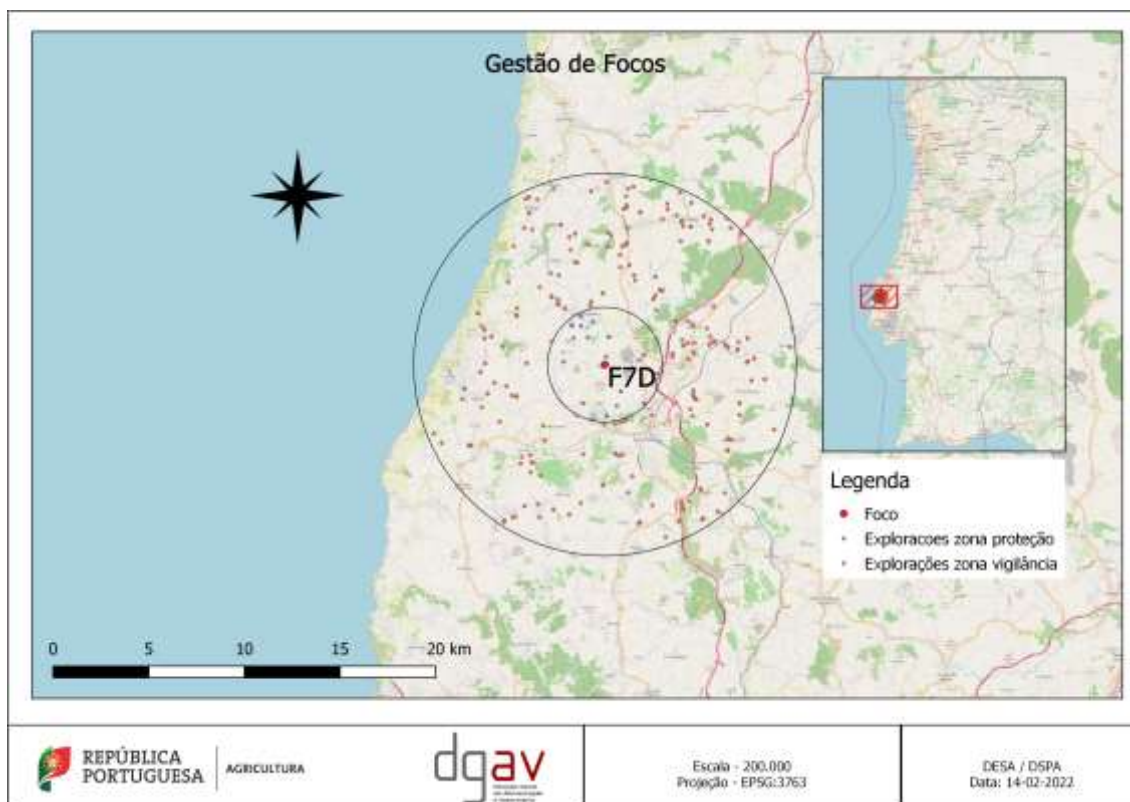 Gestão de Focos
F7D
Legenda
Foco
Exploracoes zona proteção
Explorações zona vigilância
0 5 10 15 20 km
REPÚBLICA
PORTUGUESA
AGRICULTURA
dgav
Escala - 200.000
Projeção - EPSG:3763
DESA / DSPA
Data: 14-02-2022